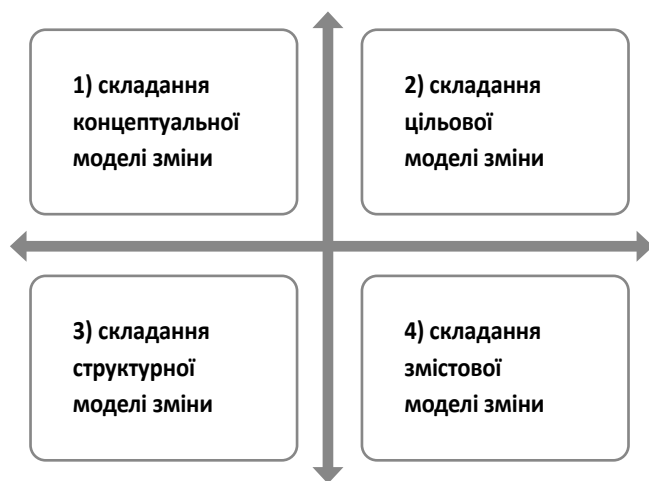 1) складання
концептуальної
моделі зміни
2) складання
цільової
моделі зміни
3) складання
структурної
моделі зміни
4) складання
змістової
моделі зміни